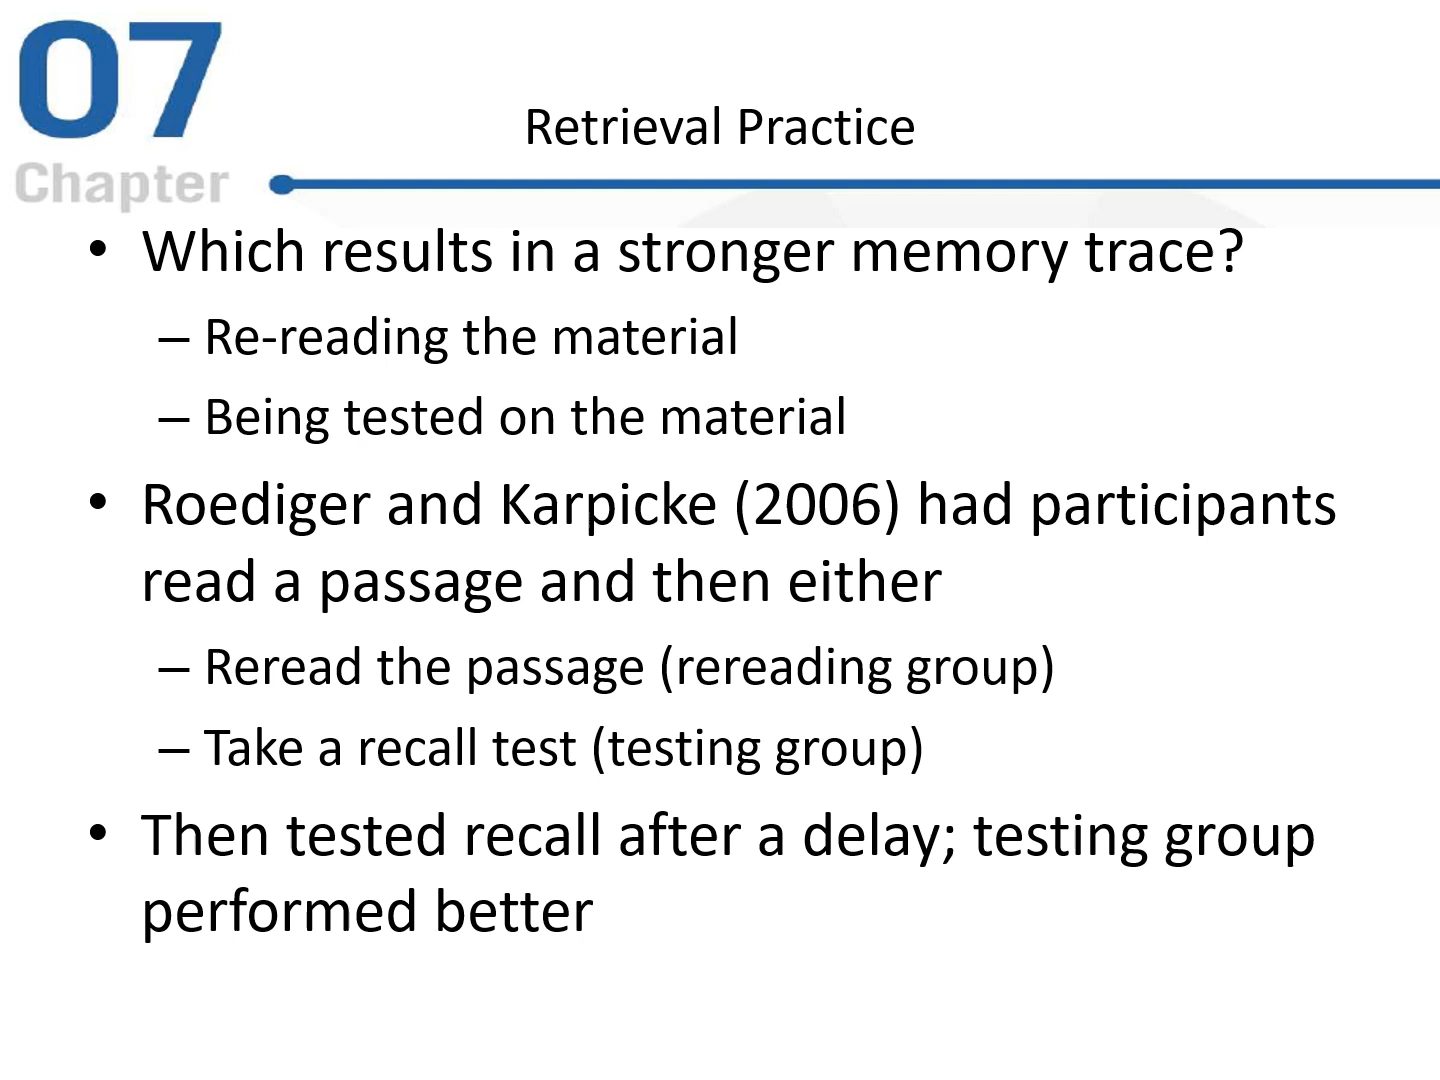 07
Chapter
Retrieval Practice
• Which results in a stronger memory trace?
– Re-reading the material
– Being tested on the material
• Roediger and Karpicke (2006) had participants
read a passage and then either
– Reread the passage (rereading group)
– Take a recall test (testing group)
• Then tested recall after a delay; testing group
performed better